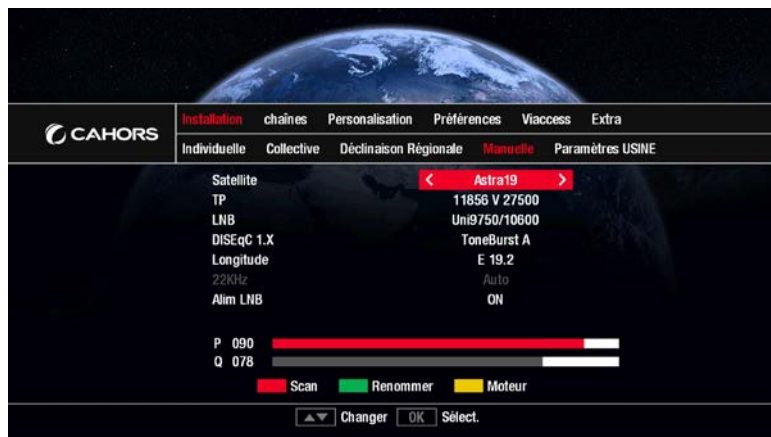 CAHORS
Installation chaînes Personalisation Préférences Viaccess Extra
Individuelle Collective Déclinaison Régionale Manuelle Paramètres USINE
Satellite < Astra19 >
TP 11856 V 27500
LNB Uni9750/10600
DISEqC 1.X ToneBurst A
Longitude E 19.2
22KHz Auto
Alim LNB ON
P 090
Q 078
Scan Renommer Moteur
Changer OK Sélect.